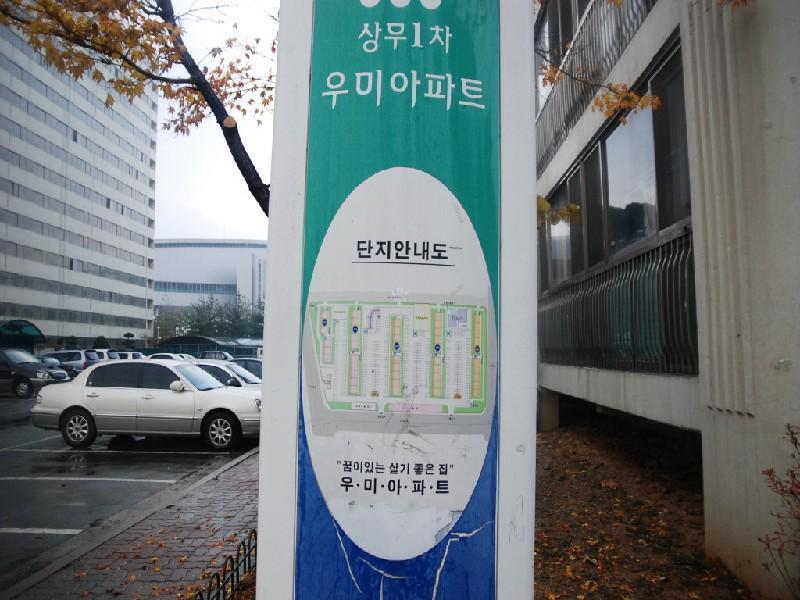 상무1차
우미아파트
단지안내도
"꿈이있는 살기 좋은 집"
우·미·아·파·트